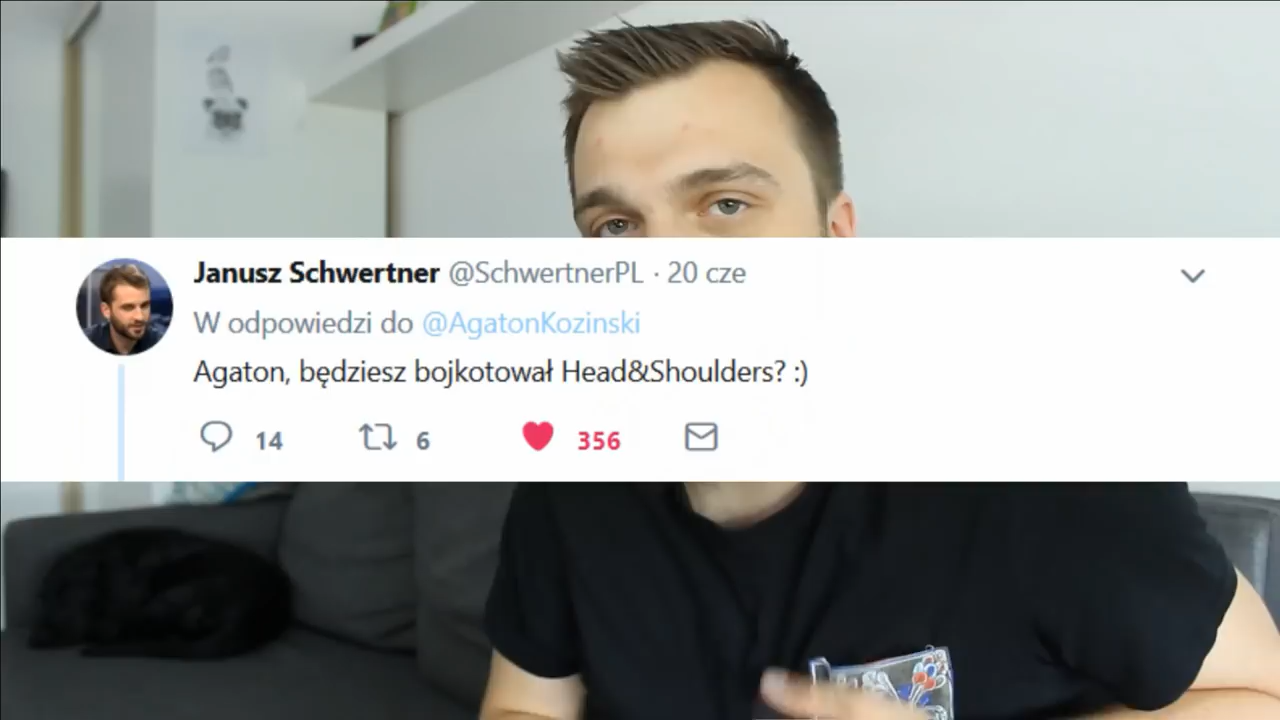 Janusz Schwertner @SchwertnerPL · 20 cze
W odpowiedzi do @AgatonKozinski
Agaton, będziesz bojkotował Head&Shoulders? :)
14 6 356